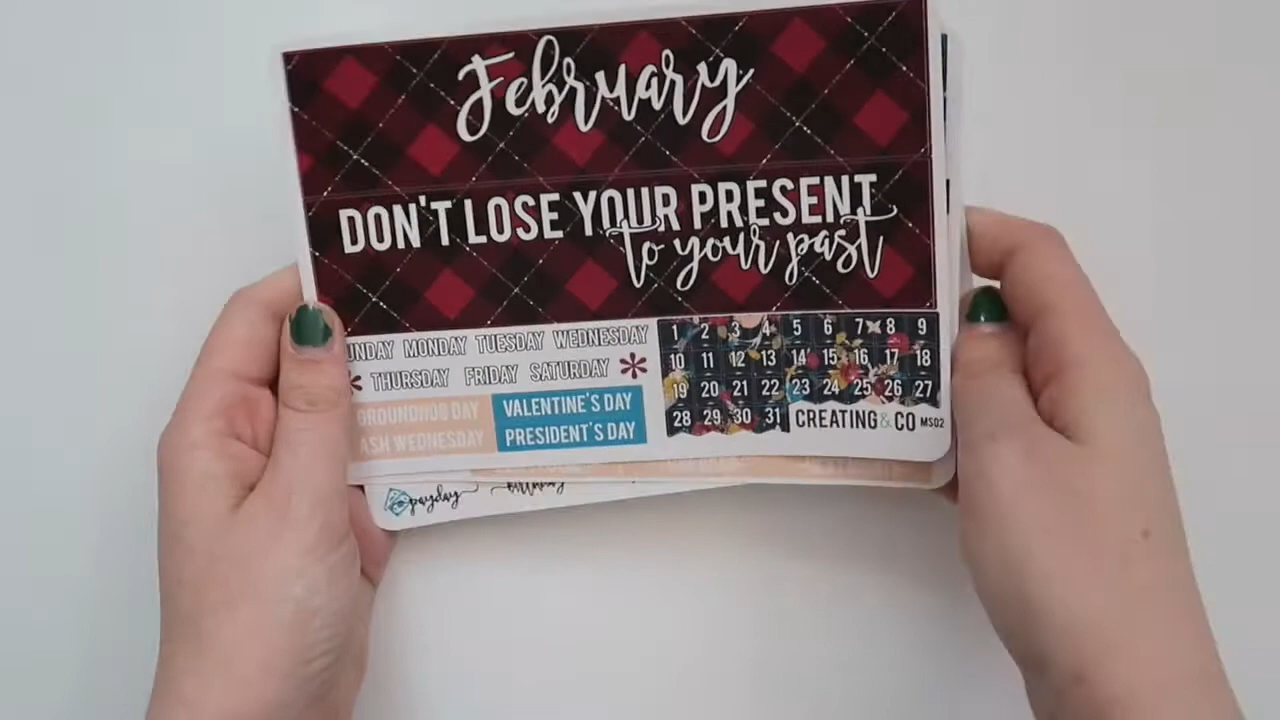 February
DON'T LOSE YOUR PRESENT
to your past
UNDAY MONDAY TUESDAY WEDNESDAY
* THURSDAY FRIDAY SATURDAY *
GROUNDHOG DAY
ASH WEDNESDAY
VALENTINE'S DAY
PRESIDENT'S DAY
1 2 3 4 5 6 7 8 9
10 11 12 13 14 15 16 17 18
19 20 21 22 23 24 25 26 27
28 29 30 31
CREATING & CO MS02
payday
birthday